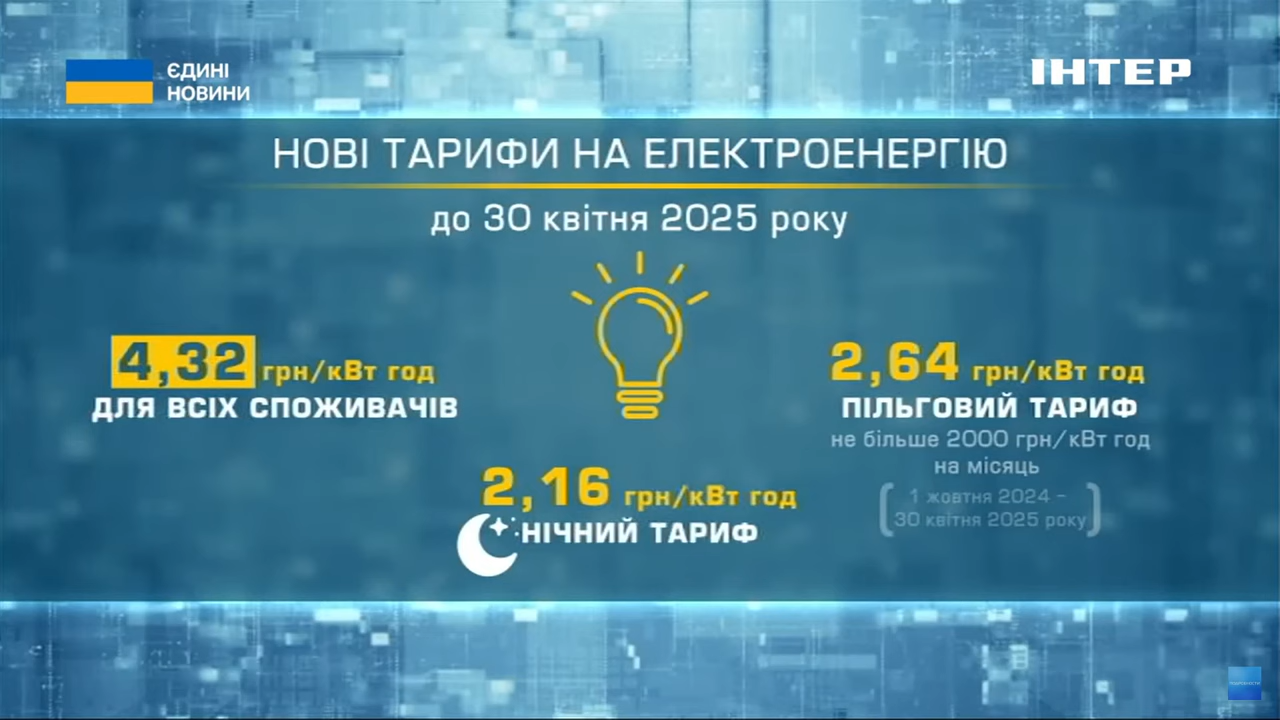 ЄДИНІ
НОВИНИ
ІНТЕР
НОВІ ТАРИФИ НА ЕЛЕКТРОЕНЕРГІЮ
до 30 квітня 2025 року
4,32 грн/кВт год
ДЛЯ ВСІХ СПОЖИВАЧІВ
2,64 грн/кВт год
ПІЛЬГОВИЙ ТАРИФ
не більше 2000 грн/кВт год
на місяць
1 жовтня 2024 –
30 квітня 2025 року
2,16 грн/кВт год
НІЧНИЙ ТАРИФ